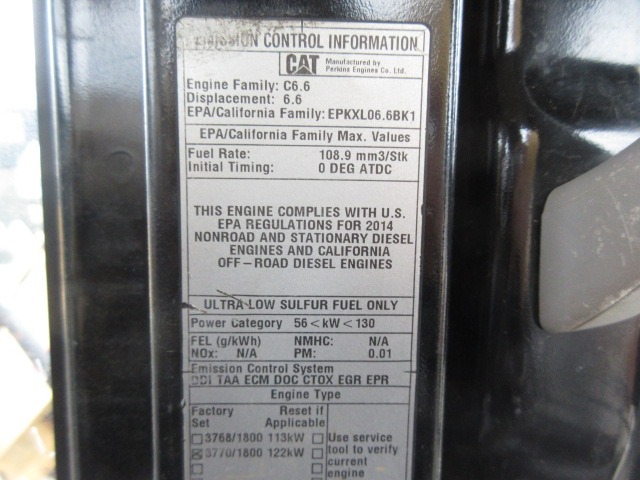 EMISSION CONTROL INFORMATION
CAT Manufactured by
Perkins Engines Co. Ltd.
Engine Family: C6.6
Displacement: 6.6
EPA/California Family: EPKXL06.6BK1
EPA/California Family Max. Values
Fuel Rate: 108.9 mm3/Stk
Initial Timing: 0 DEG ATDC
THIS ENGINE COMPLIES WITH U.S.
EPA REGULATIONS FOR 2014
NONROAD AND STATIONARY DIESEL
ENGINES AND CALIFORNIA
OFF-ROAD DIESEL ENGINES
ULTRA LOW SULFUR FUEL ONLY
Power Category 56<kW<130
FEL (g/kWh) NMHC: N/A
NOx: N/A PM: 0.01
Emission Control System
DDI TAA ECM DOC CTOX EGR EPR
Engine Type
Factory Reset if
Set Applicable
3768/1800 113kW Use service
3770/1800 122kW tool to verify
current
engine